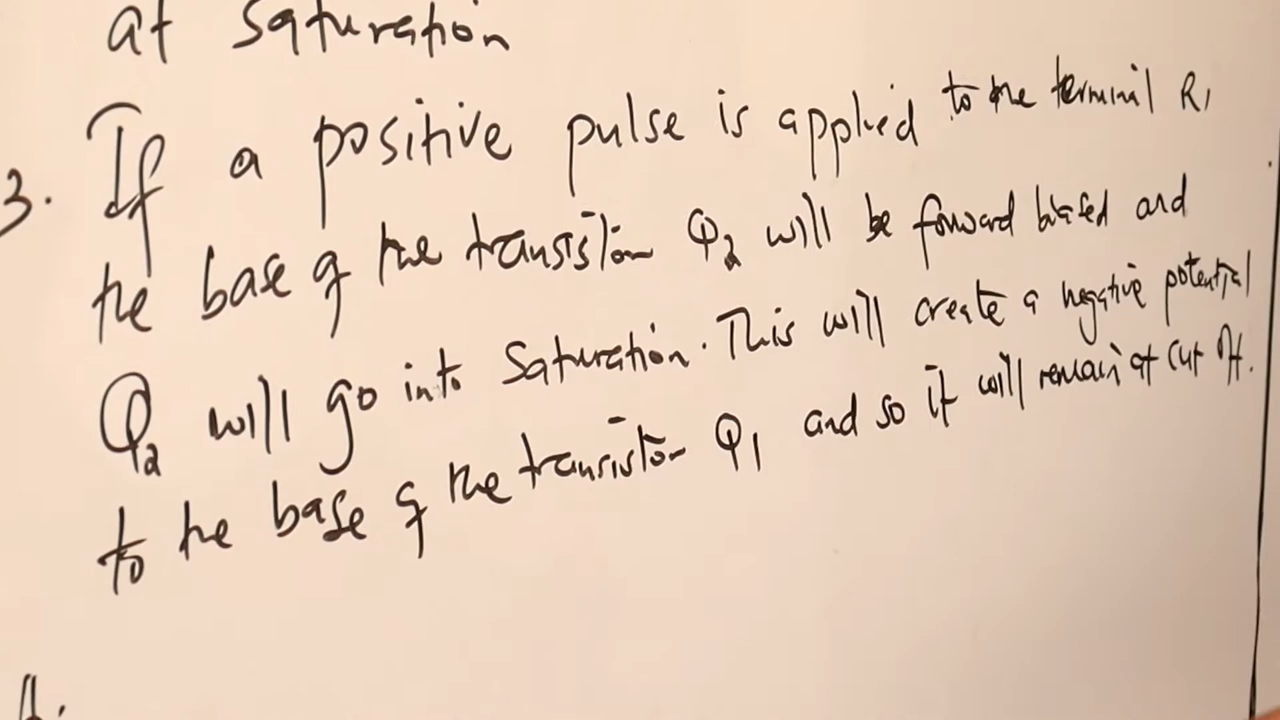 at saturation
3. If a positive pulse is applied to the terminal R,
the base of the transistor Q2 will be forward biased and
Q2 will go into saturation. This will create a negative potential
to the base of the transistor Q1 and so it will remain at cut off.